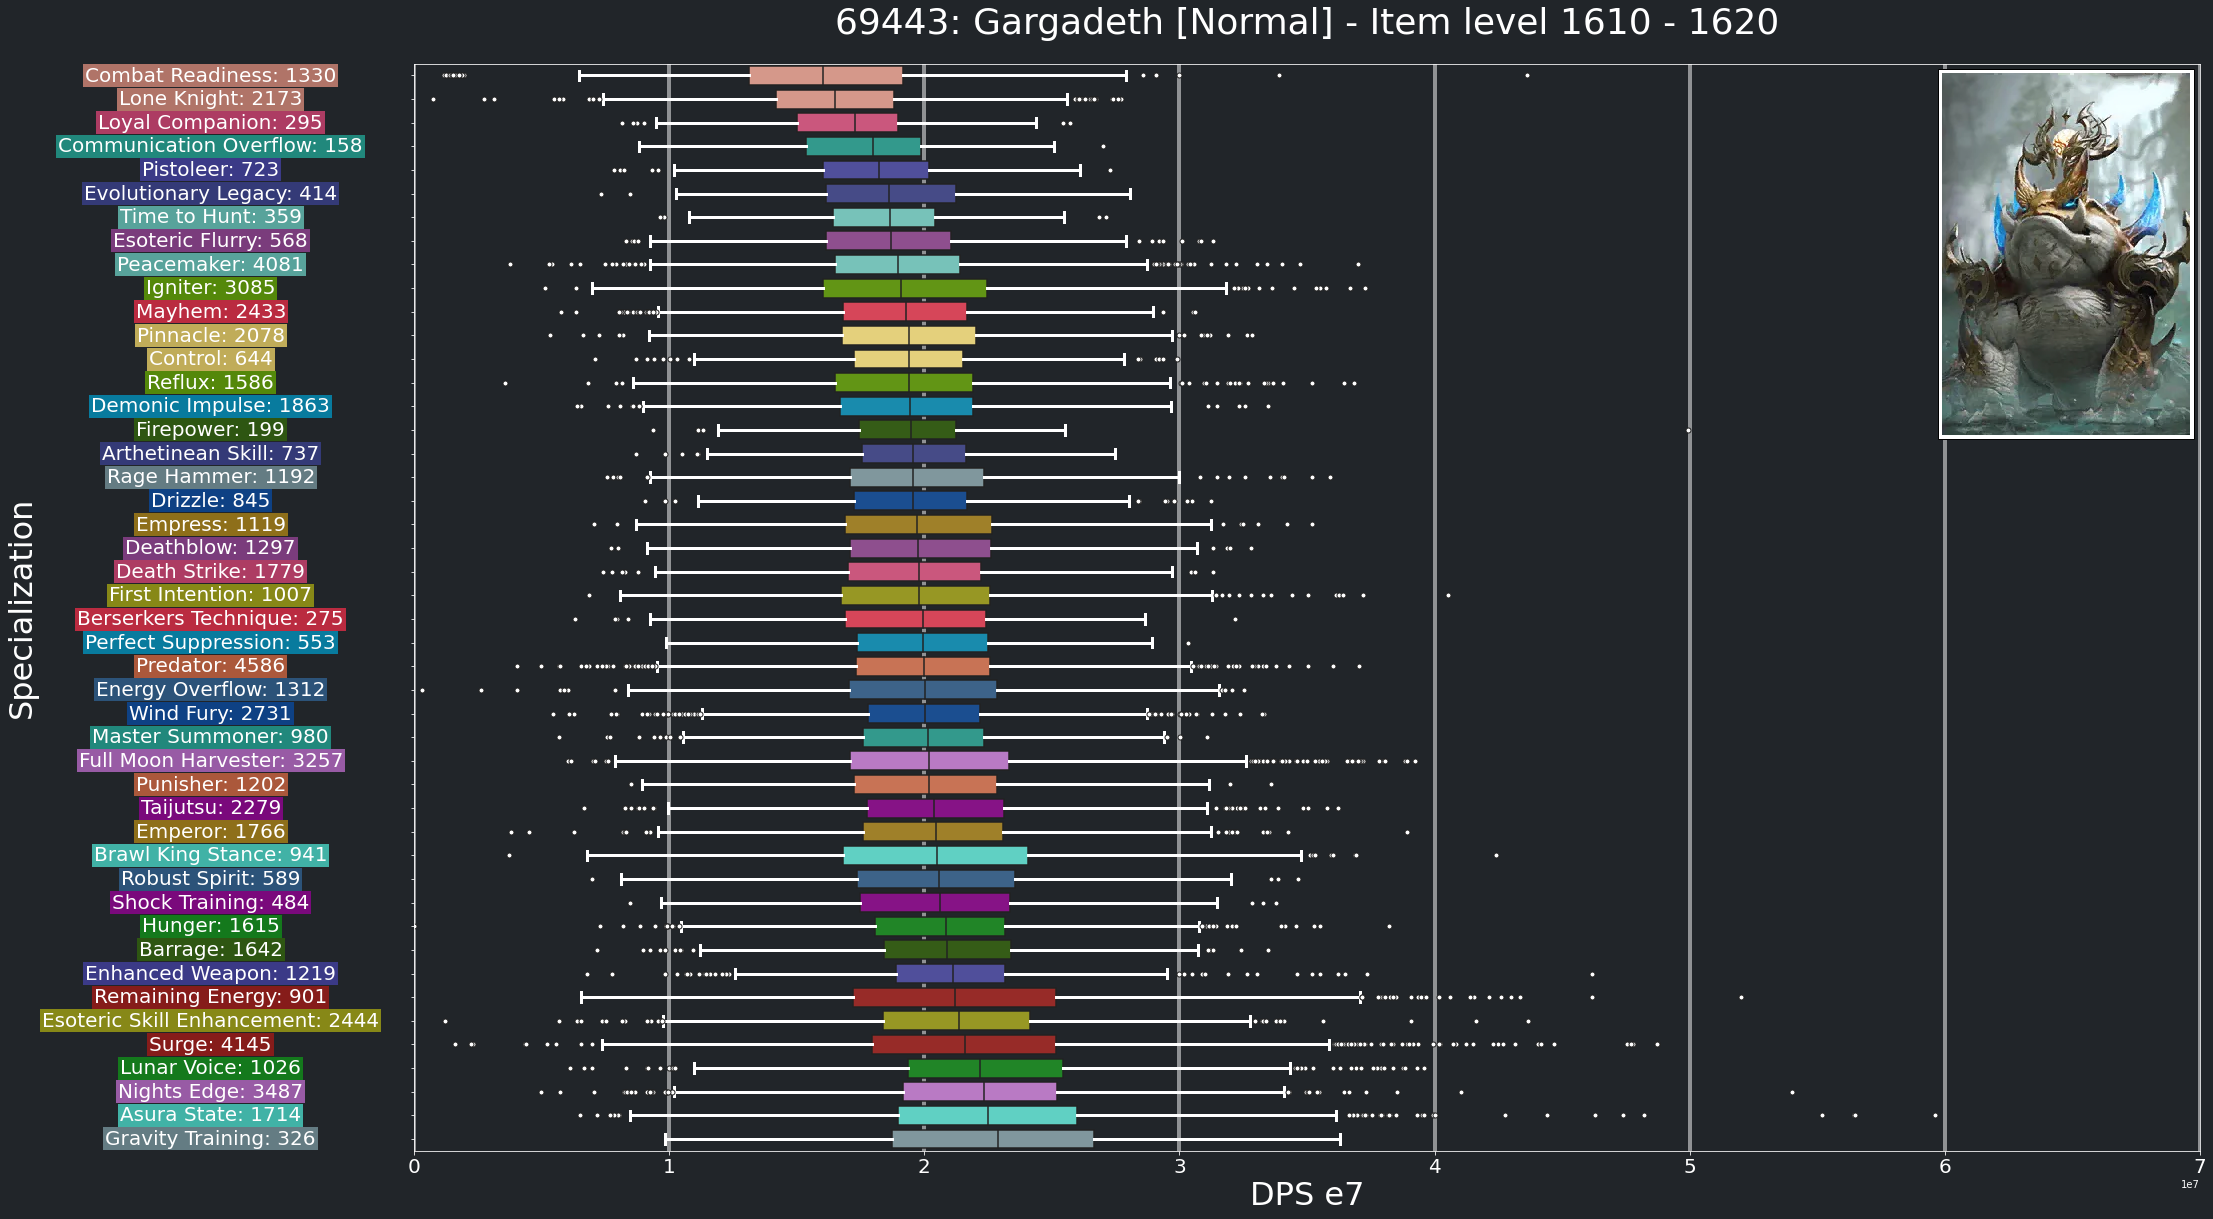 69443: Gargadeth [Normal] - Item level 1610 - 1620
Combat Readiness: 1330
Lone Knight: 2173
Loyal Companion: 295
Communication Overflow: 158
Pistoleer: 723
Evolutionary Legacy: 414
Time to Hunt: 359
Esoteric Flurry: 568
Peacemaker: 4081
Igniter: 3085
Mayhem: 2433
Pinnacle: 2078
Control: 644
Reflux: 1586
Demonic Impulse: 1863
Firepower: 199
Arthetinean Skill: 737
Rage Hammer: 1192
Drizzle: 845
Empress: 1119
Deathblow: 1297
Death Strike: 1779
First Intention: 1007
Berserkers Technique: 275
Perfect Suppression: 553
Predator: 4586
Energy Overflow: 1312
Wind Fury: 2731
Master Summoner: 980
Full Moon Harvester: 3257
Punisher: 1202
Taijutsu: 2279
Emperor: 1766
Brawl King Stance: 941
Robust Spirit: 589
Shock Training: 484
Hunger: 1615
Barrage: 1642
Enhanced Weapon: 1219
Remaining Energy: 901
Esoteric Skill Enhancement: 2444
Surge: 4145
Lunar Voice: 1026
Nights Edge: 3487
Asura State: 1714
Gravity Training: 326
Specialization
0 1 2 3 4 5 6 7
1e7
DPS e7